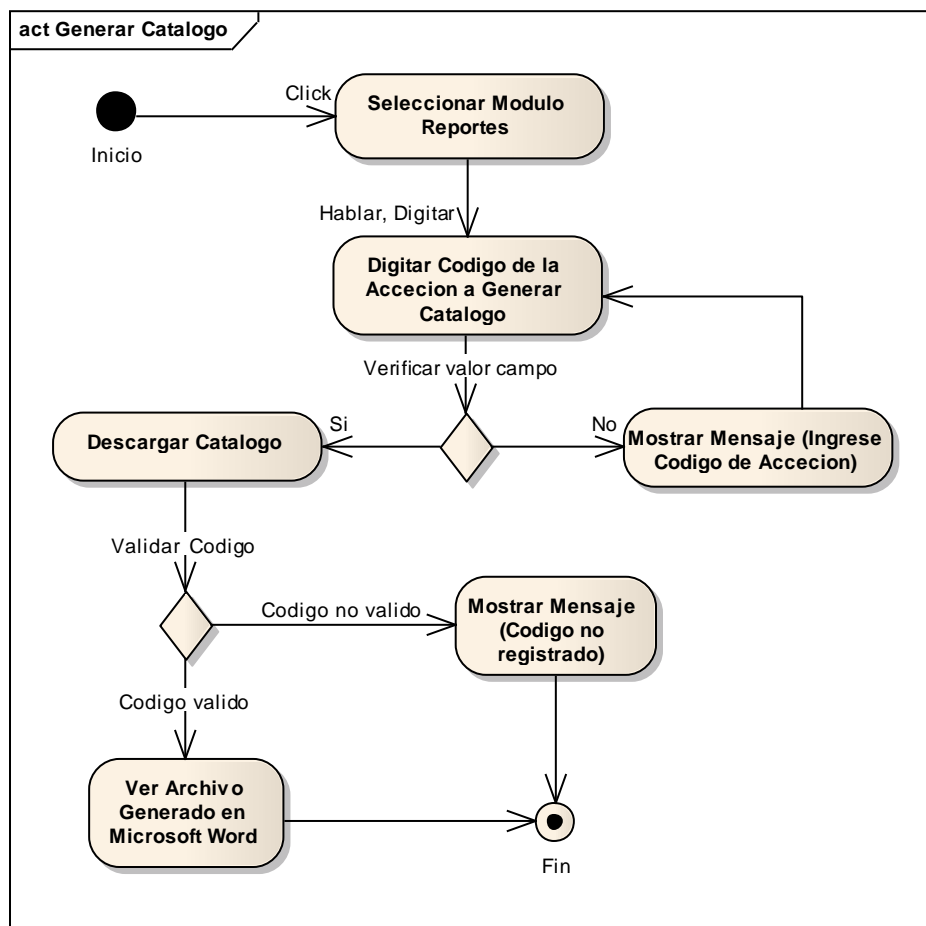 act Generar Catalogo
Click
Seleccionar Modulo
Reportes
Inicio
Hablar, Digitar
Digitar Codigo de la
Accecion a Generar
Catalogo
Verificar valor campo
Si
No
Descargar Catalogo
Mostrar Mensaje (Ingrese
Codigo de Accecion)
Validar Codigo
Codigo no valido
Mostrar Mensaje
(Codigo no
registrado)
Codigo valido
Ver Archivo
Generado en
Microsoft Word
Fin